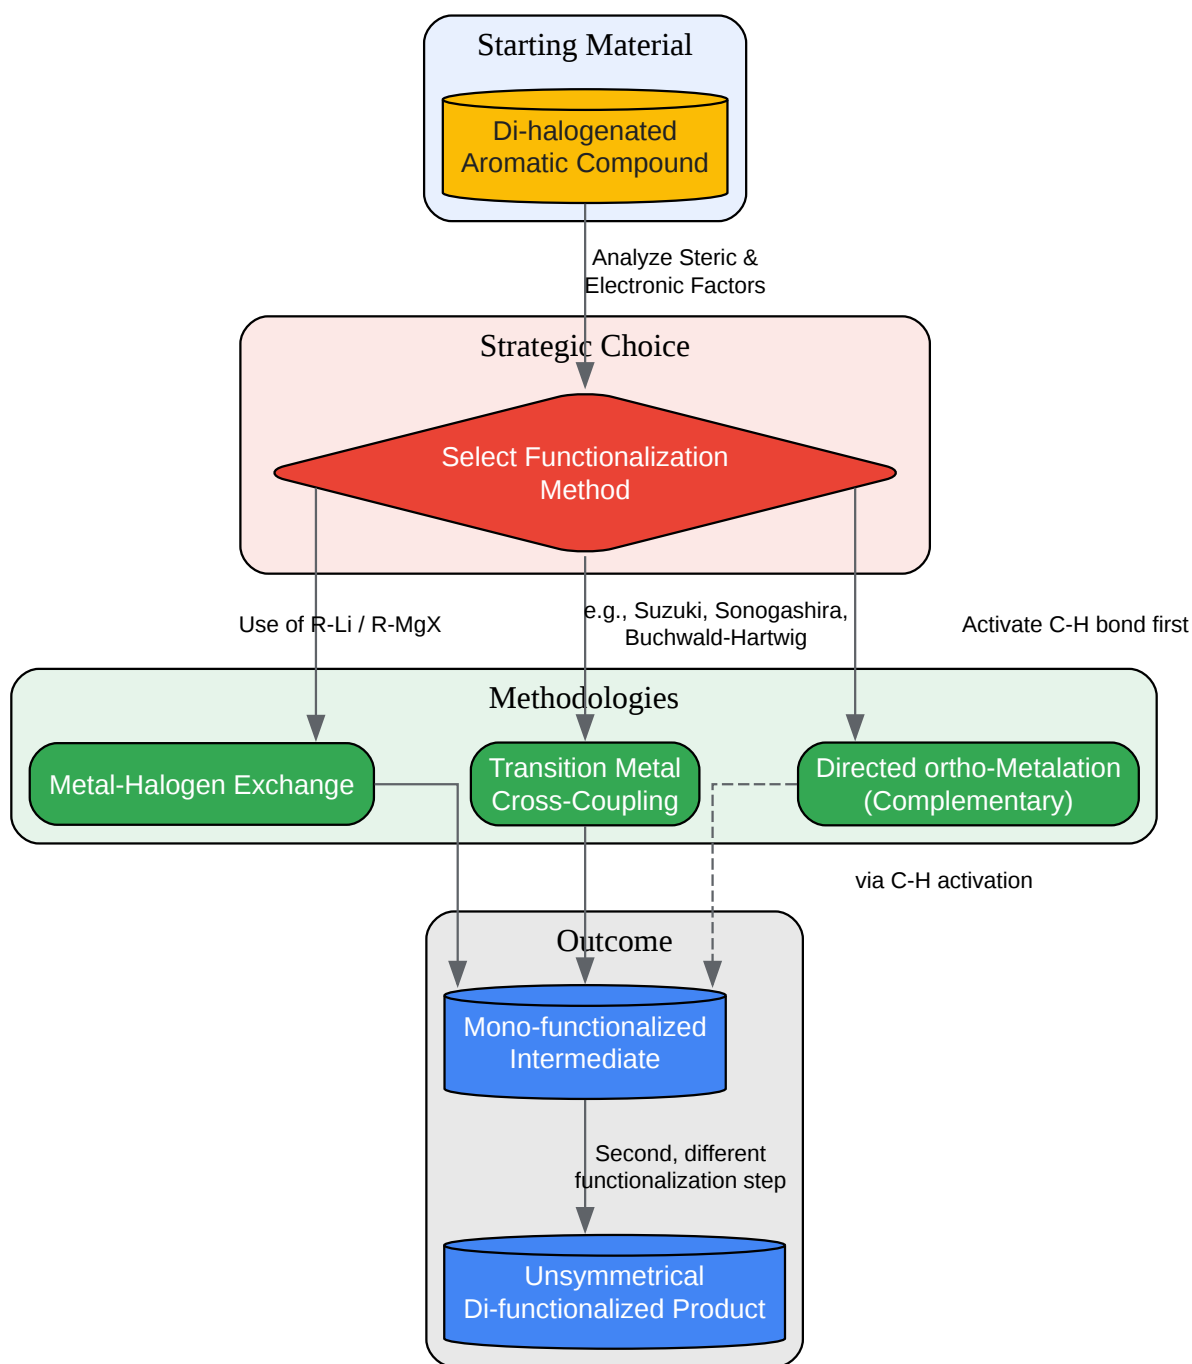 Starting Material
Di-halogenated
Aromatic Compound
Analyze Steric &
Electronic Factors
Strategic Choice
Select Functionalization
Method
Use of R-Li / R-MgX
e.g., Suzuki, Sonogashira,
Buchwald-Hartwig
Activate C-H bond first
Methodologies
Metal-Halogen Exchange
Transition Metal
Cross-Coupling
Directed ortho-Metalation
(Complementary)
via C-H activation
Outcome
Mono-functionalized
Intermediate
Second, different
functionalization step
Unsymmetrical
Di-functionalized Product